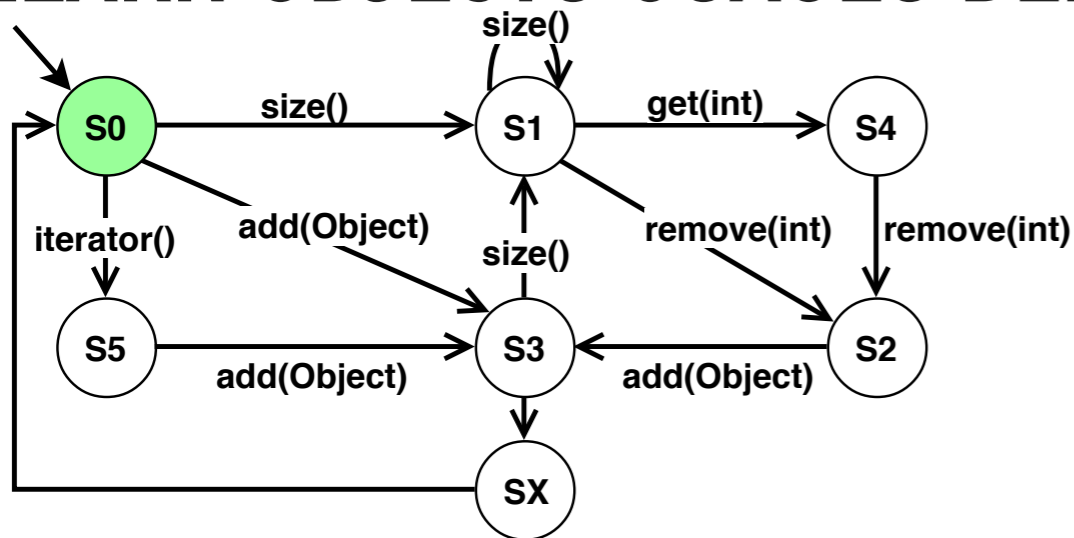 size()
S0
size()
S1
get(int)
S4
iterator()
add(Object)
size()
remove(int)
remove(int)
S5
add(Object)
S3
add(Object)
S2
SX